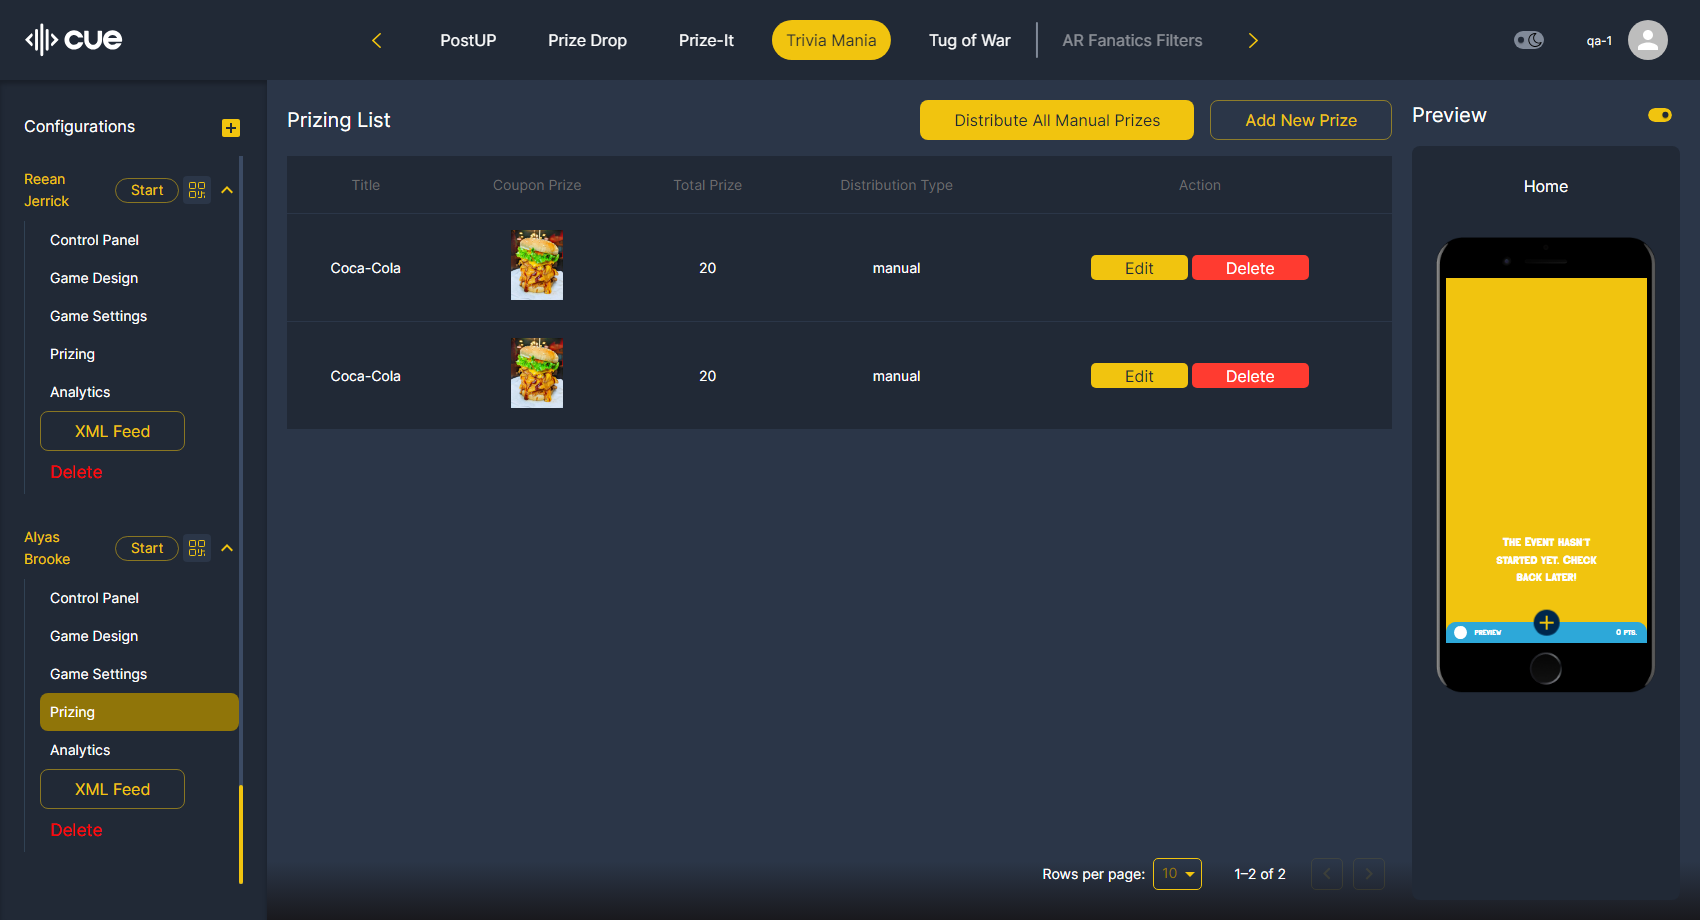 cue
PostUP
Prize Drop
Prize-It
Trivia Mania
Tug of War
AR Fanatics Filters
qa-1
Configurations
Reean
Jerrick
Start
Control Panel
Game Design
Game Settings
Prizing
Analytics
XML Feed
Delete
Alyas
Brooke
Start
Control Panel
Game Design
Game Settings
Prizing
Analytics
XML Feed
Delete
Prizing List
Distribute All Manual Prizes
Add New Prize
Title Coupon Prize Total Prize Distribution Type Action
Coca-Cola 20 manual Edit Delete
Coca-Cola 20 manual Edit Delete
Rows per page: 10 1–2 of 2
Preview
Home
The Event hasn't
started yet. Check
back later!
PREVIEW 0 PTS.